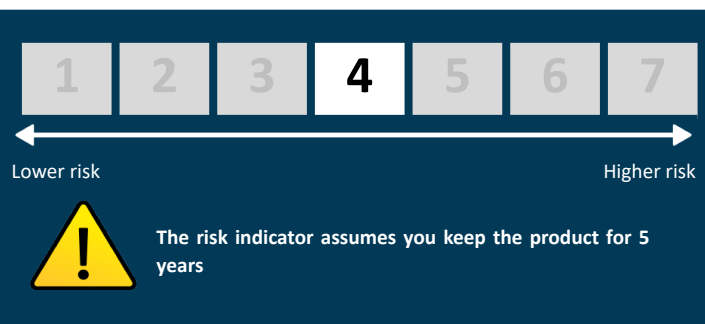 1 2 3 4 5 6 7
Lower risk Higher risk
!
The risk indicator assumes you keep the product for 5
years